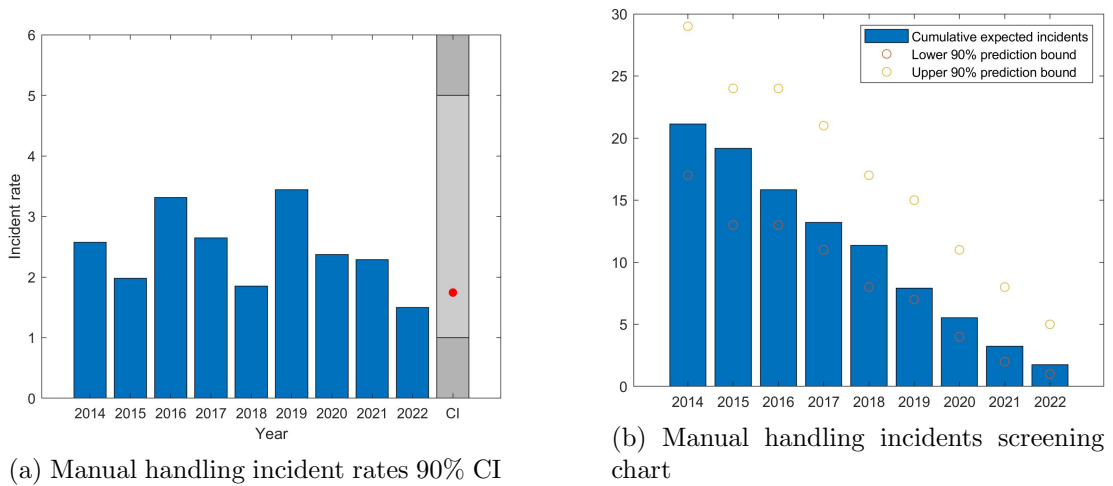 6
5
4
3
2
1
0
Incident rate
2014 2015 2016 2017 2018 2019 2020 2021 2022 CI
Year
(a) Manual handling incident rates 90% CI
30
25
20
15
10
5
0
Cumulative expected incidents
Lower 90% prediction bound
Upper 90% prediction bound
2014 2015 2016 2017 2018 2019 2020 2021 2022
(b) Manual handling incidents screening
chart